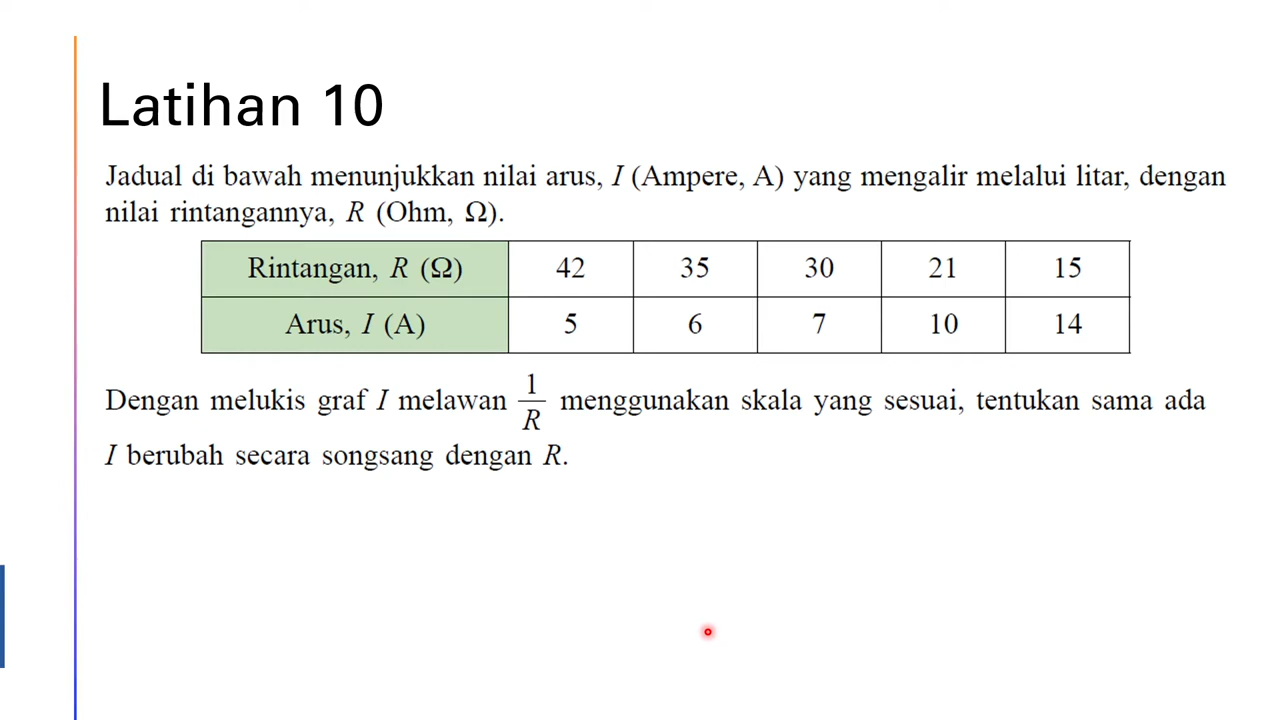 Latihan 10
Jadual di bawah menunjukkan nilai arus, I (Ampere, A) yang mengalir melalui litar, dengan
nilai rintangannya, R (Ohm, Ω).
Rintangan, R (Ω) 42 35 30 21 15
Arus, I (A) 5 6 7 10 14
Dengan melukis graf I melawan 1/R menggunakan skala yang sesuai, tentukan sama ada
I berubah secara songsang dengan R.